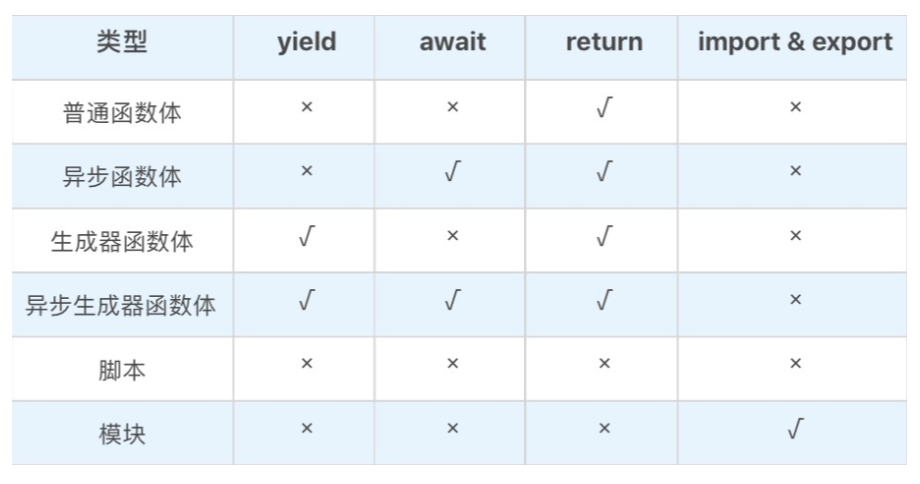 类型 yield await return import & export
普通函数体 × × √ ×
异步函数体 × √ √ ×
生成器函数体 √ × √ ×
异步生成器函数体 √ √ √ ×
脚本 × × × ×
模块 × × × √